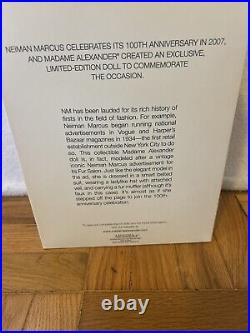 NEIMAN MARCUS CELEBRATES ITS 100TH ANNIVERSARY IN 2007,
AND MADAME ALEXANDER® CREATED AN EXCLUSIVE,
LIMITED-EDITION DOLL TO COMMEMORATE
THE OCCASION.
NM has been lauded for its rich history of
firsts in the field of fashion. For example,
Neiman Marcus began running national
advertisements in Vogue and Harper's
Bazaar magazines in 1934—the first retail
establishment outside New York City to do
so. This collectible Madame Alexander
doll is, in fact, modeled after a vintage
iconic Neiman Marcus advertisement for
its Fur Salon. Just like the elegant model in
the ad, she is dressed in a smart belted
suit, wearing a ladylike hat with attached
veil, and carrying a fur muffler (although it's
faux in this case). It's almost as if she
stepped off the page to join the 100th
anniversary celebration.